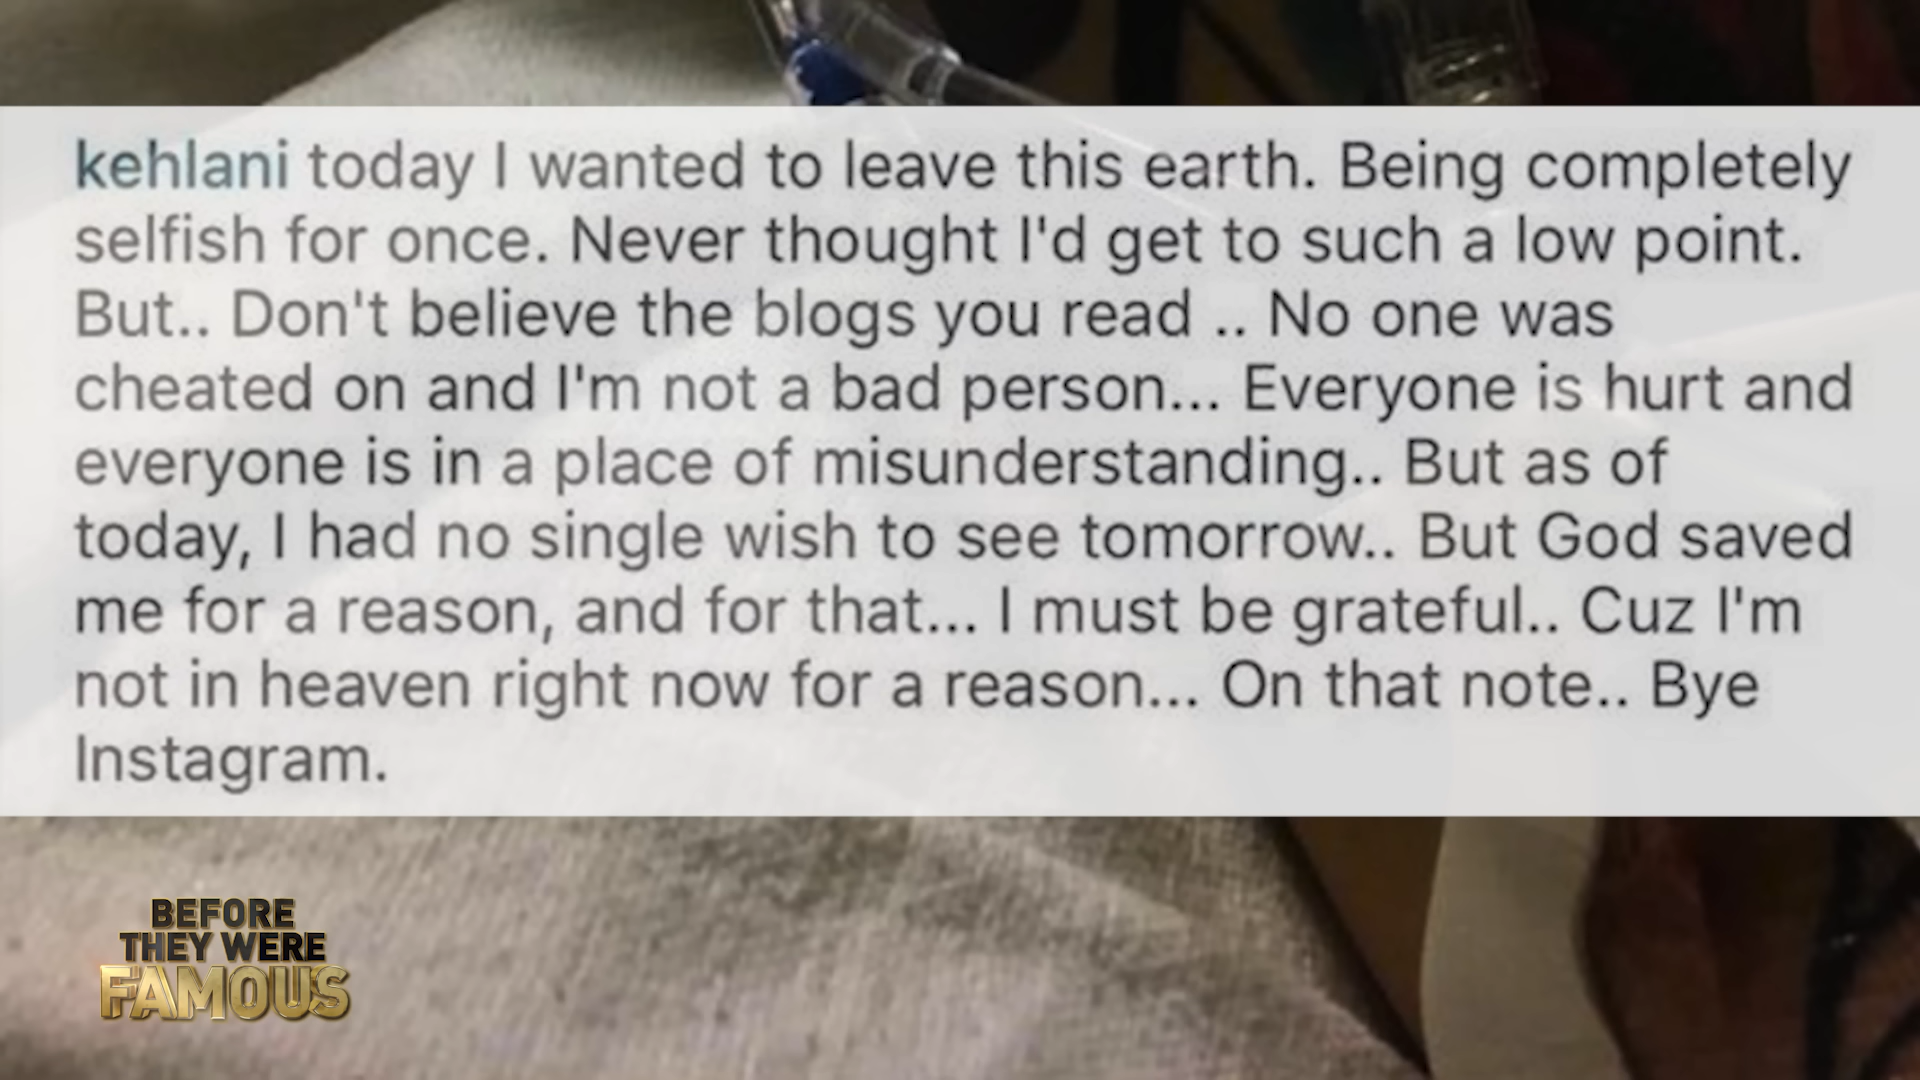 kehlani today I wanted to leave this earth. Being completely
selfish for once. Never thought I'd get to such a low point.
But.. Don't believe the blogs you read .. No one was
cheated on and I'm not a bad person... Everyone is hurt and
everyone is in a place of misunderstanding.. But as of
today, I had no single wish to see tomorrow.. But God saved
me for a reason, and for that... I must be grateful.. Cuz I'm
not in heaven right now for a reason... On that note.. Bye
Instagram.
BEFORE
THEY WERE
FAMOUS